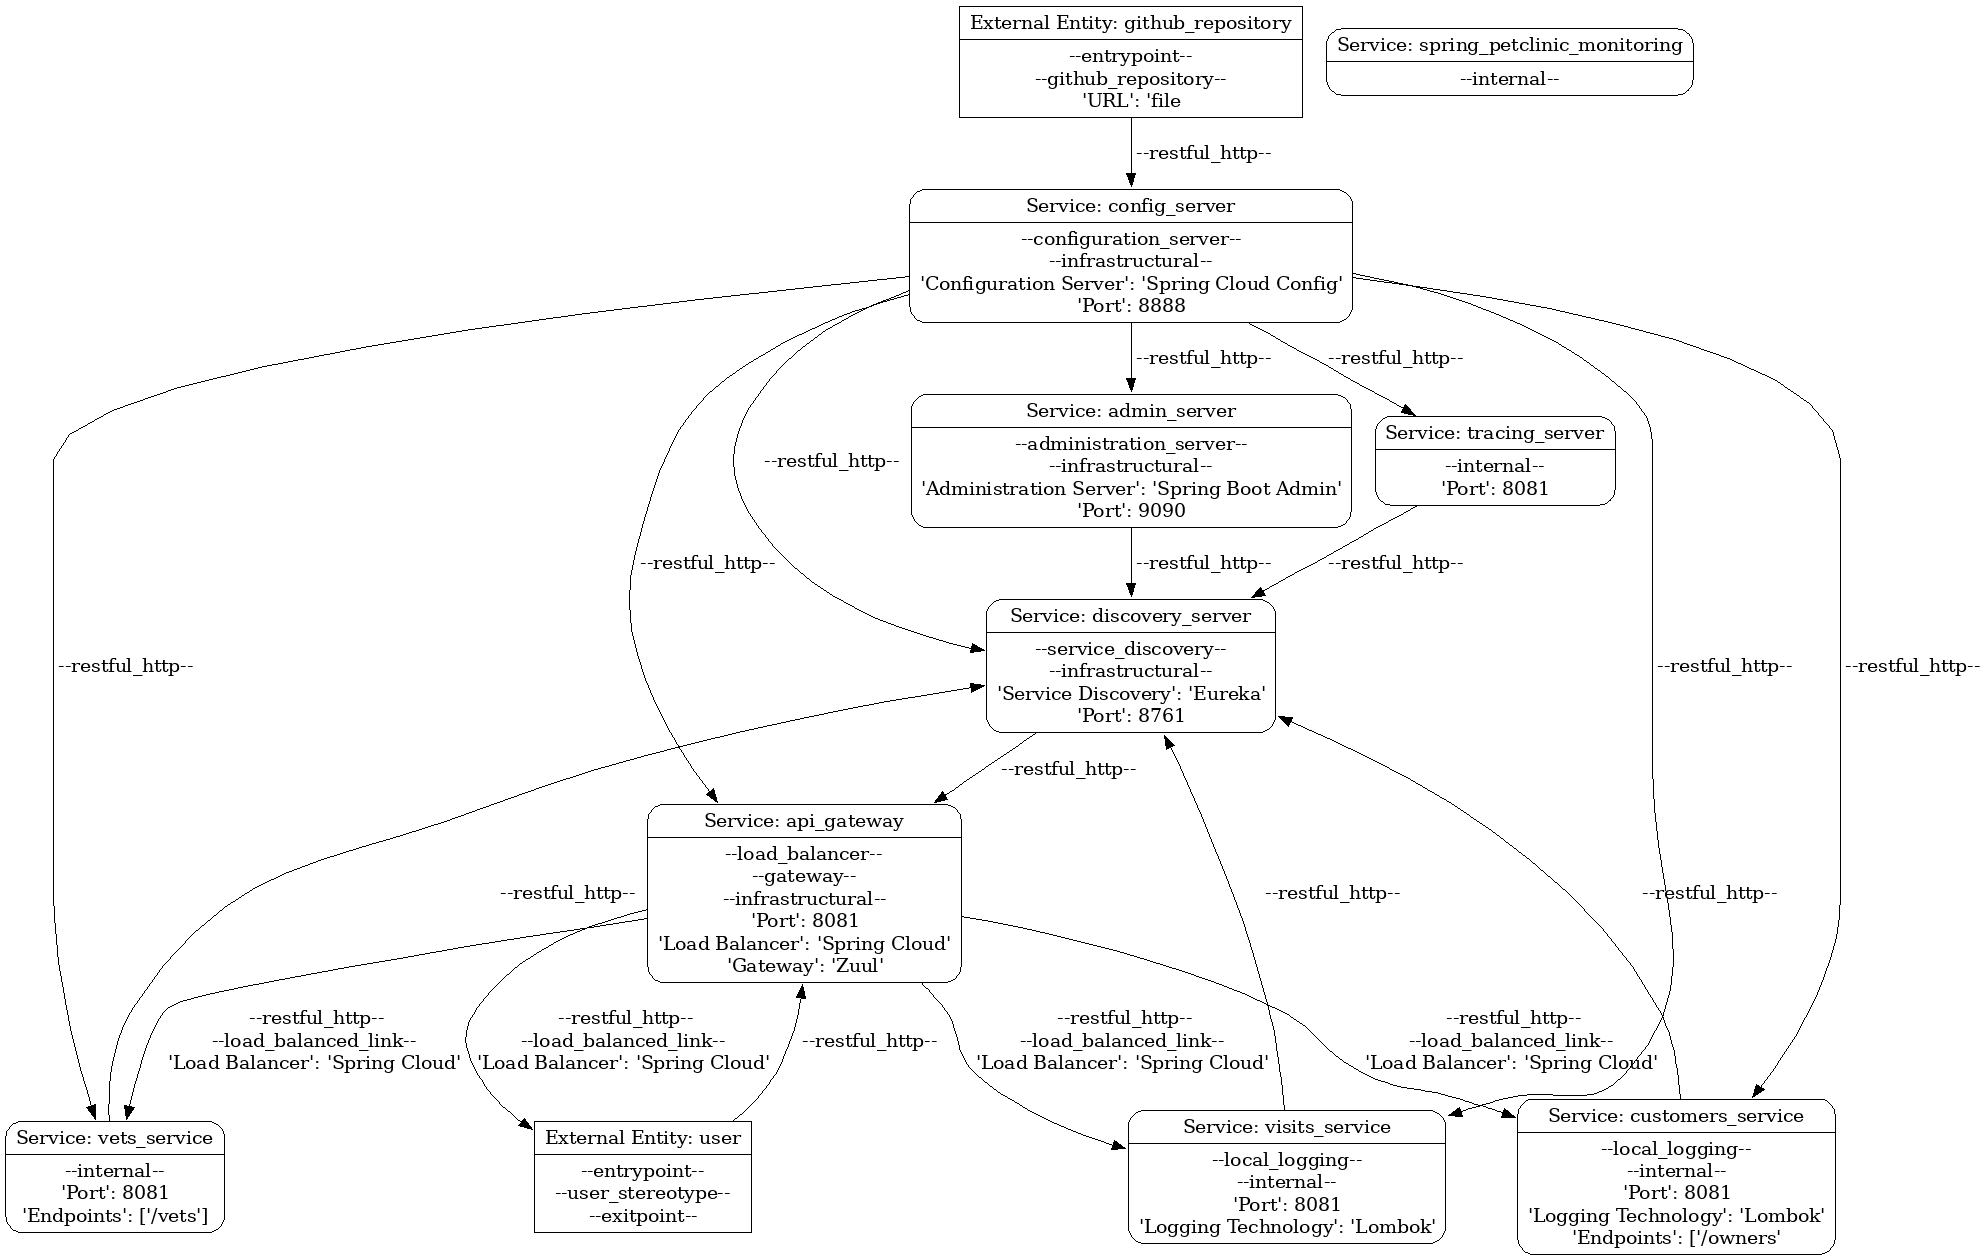 External Entity: github_repository
--entrypoint--
--github_repository--
'URL': 'file
Service: spring_petclinic_monitoring
--internal--
--restful_http--
Service: config_server
--configuration_server--
--infrastructural--
'Configuration Server': 'Spring Cloud Config'
'Port': 8888
--restful_http--
--restful_http--
Service: admin_server
--administration_server--
--infrastructural--
'Administration Server': 'Spring Boot Admin'
'Port': 9090
Service: tracing_server
--internal--
'Port': 8081
--restful_http--
--restful_http--
--restful_http--
--restful_http--
Service: discovery_server
--service_discovery--
--infrastructural--
'Service Discovery': 'Eureka'
'Port': 8761
--restful_http--
--restful_http--
--restful_http--
--restful_http--
Service: api_gateway
--load_balancer--
--gateway--
--infrastructural--
'Port': 8081
'Load Balancer': 'Spring Cloud'
'Gateway': 'Zuul'
--restful_http--
--restful_http--
--restful_http--
--restful_http--
--load_balanced_link--
'Load Balancer': 'Spring Cloud'
--restful_http--
--load_balanced_link--
'Load Balancer': 'Spring Cloud'
--restful_http--
--restful_http--
--load_balanced_link--
'Load Balancer': 'Spring Cloud'
--restful_http--
--load_balanced_link--
'Load Balancer': 'Spring Cloud'
Service: vets_service
--internal--
'Port': 8081
'Endpoints': ['/vets']
External Entity: user
--entrypoint--
--user_stereotype--
--exitpoint--
Service: visits_service
--local_logging--
--internal--
'Port': 8081
'Logging Technology': 'Lombok'
Service: customers_service
--local_logging--
--internal--
'Port': 8081
'Logging Technology': 'Lombok'
'Endpoints': ['/owners'